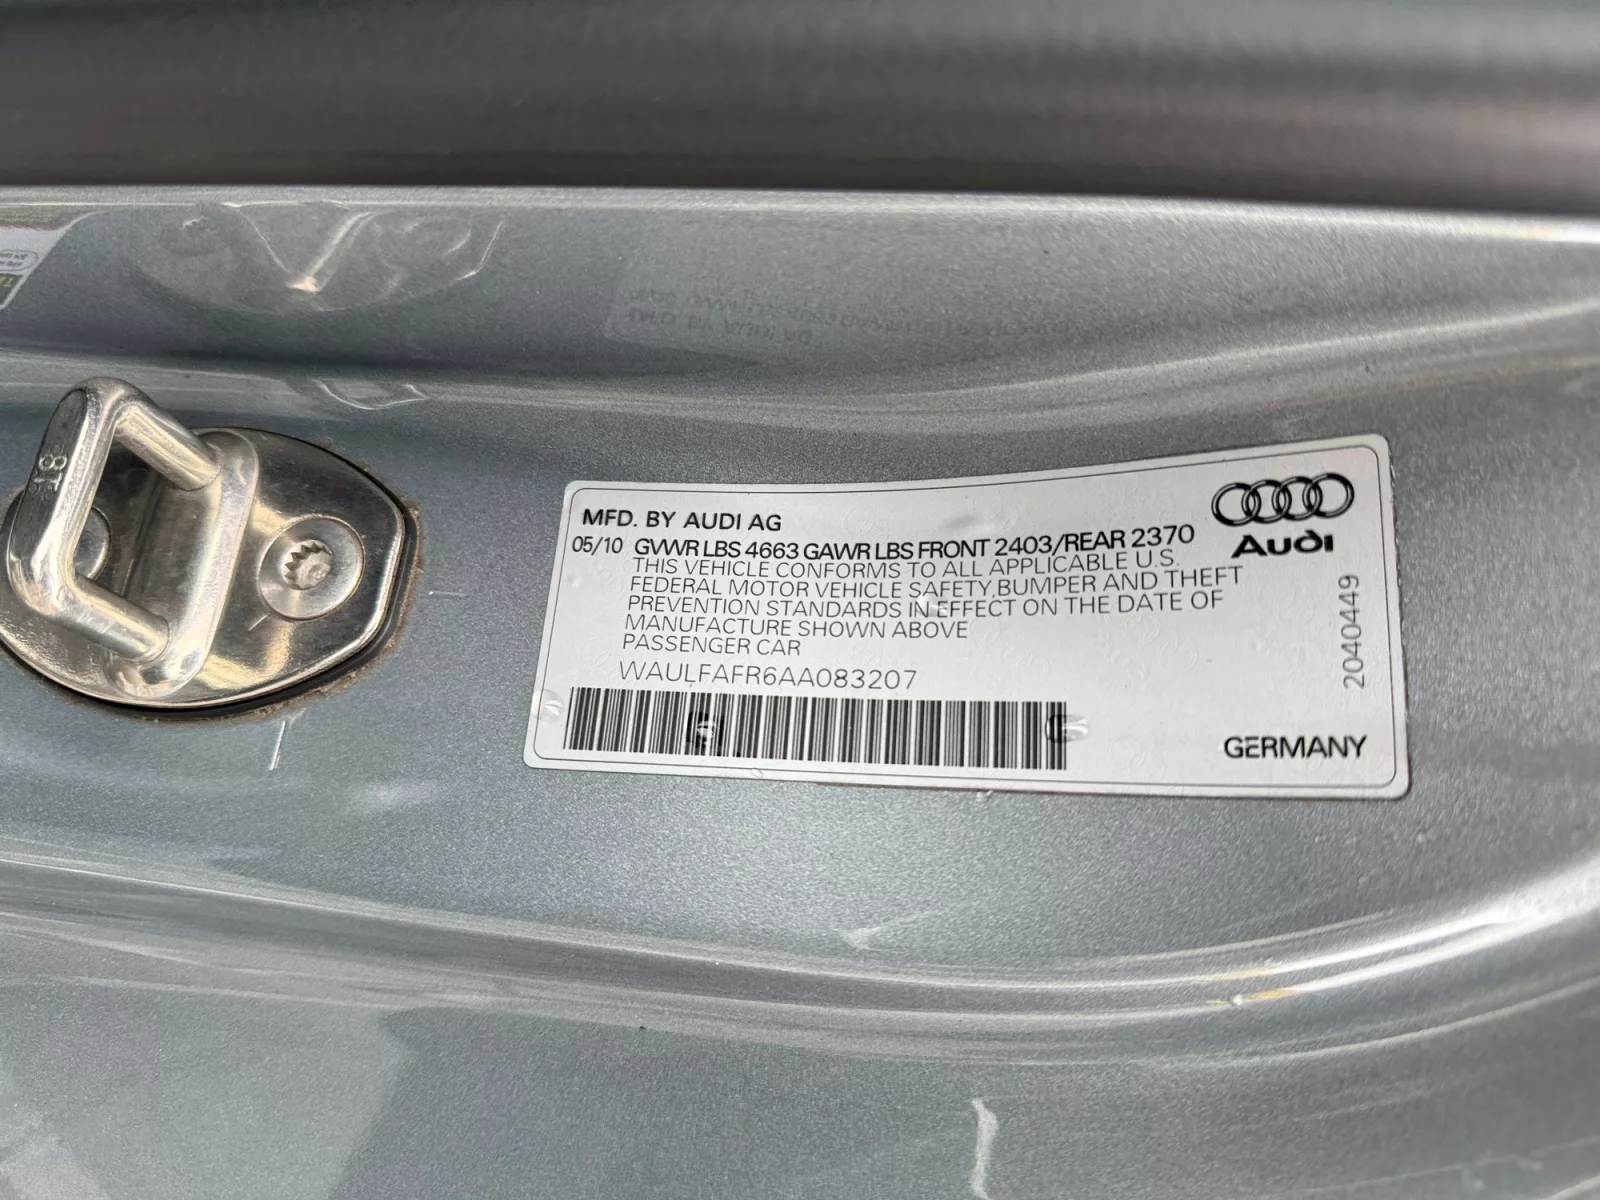 8T
MFD. BY AUDI AG
05/10 GVWR LBS 4663 GAWR LBS FRONT 2403/REAR 2370
THIS VEHICLE CONFORMS TO ALL APPLICABLE U.S.
FEDERAL MOTOR VEHICLE SAFETY,BUMPER AND THEFT
PREVENTION STANDARDS IN EFFECT ON THE DATE OF
MANUFACTURE SHOWN ABOVE
PASSENGER CAR
WAULFAFR6AA083207
Audi
2040449
GERMANY